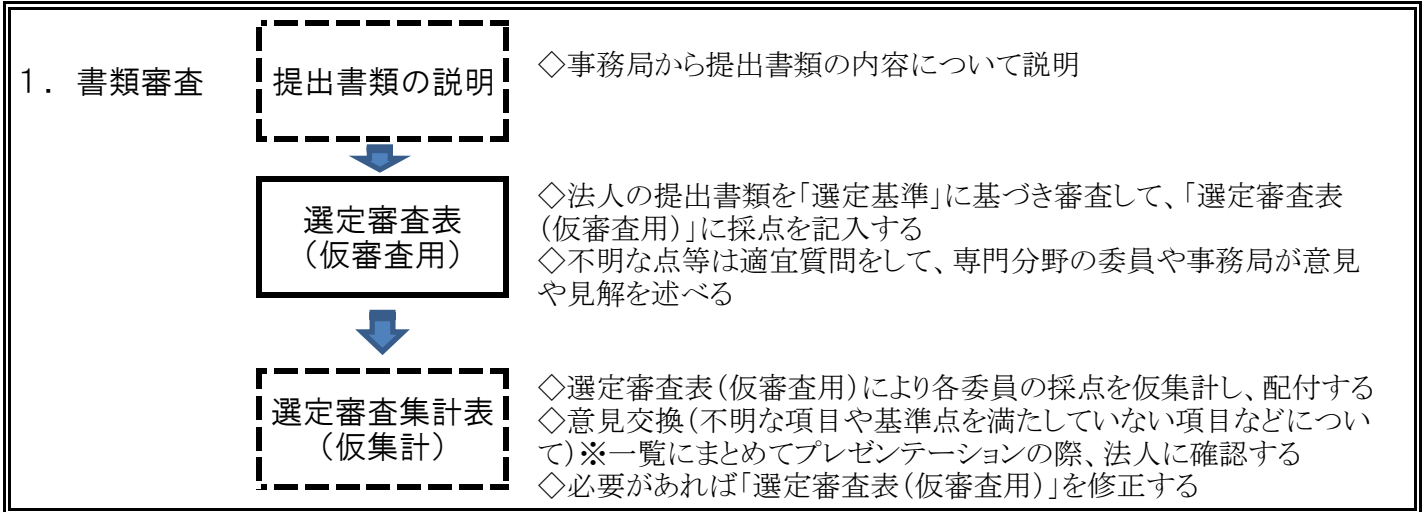 1．書類審査
提出書類の説明
◇事務局から提出書類の内容について説明
選定審査表
（仮審査用）
◇法人の提出書類を「選定基準」に基づき審査して、「選定審査表
（仮審査用）」に採点を記入する
◇不明な点等は適宜質問をして、専門分野の委員や事務局が意見
や見解を述べる
選定審査集計表
（仮集計）
◇選定審査表（仮審査用）により各委員の採点を仮集計し、配付する
◇意見交換（不明な項目や基準点を満たしていない項目などについ
て）※一覧にまとめてプレゼンテーションの際、法人に確認する
◇必要があれば「選定審査表（仮審査用）」を修正する